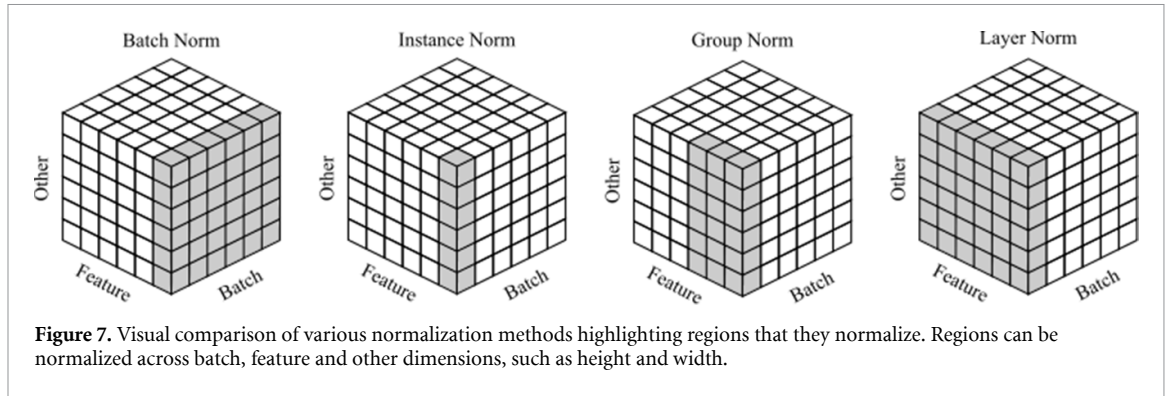 Batch Norm
Instance Norm
Group Norm
Layer Norm
Other
Feature
Batch
Other
Feature
Batch
Other
Feature
Batch
Other
Feature
Batch
Figure 7. Visual comparison of various normalization methods highlighting regions that they normalize. Regions can be
normalized across batch, feature and other dimensions, such as height and width.